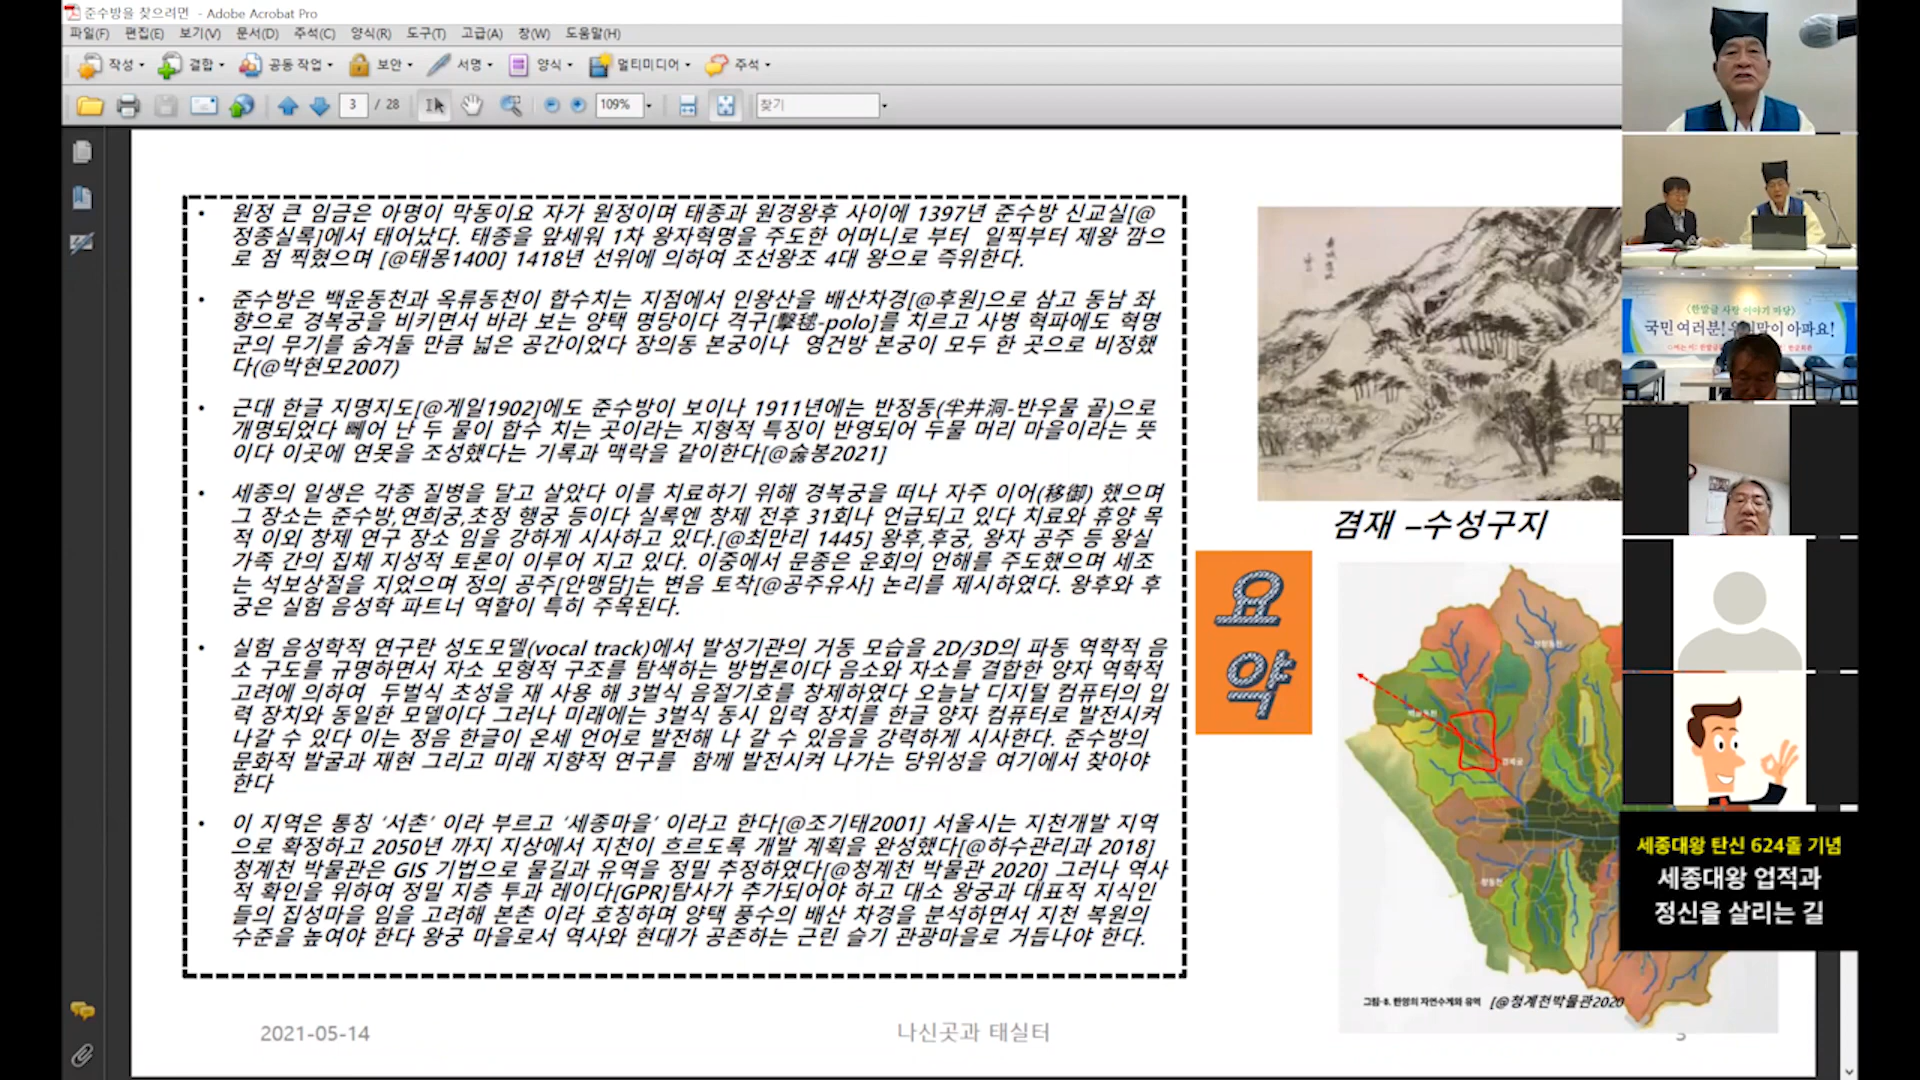 준수방을 찾으려면 - Adobe Acrobat Pro
파일(F) 편집(E) 보기(V) 문서(D) 주석(C) 양식(R) 도구(T) 고급(A) 창(W) 도움말(H)
작성 결합 공동 작업 보안 서명 양식 멀티미디어 주석
3 / 28 109% 찾기
• 원정 큰 임금은 아명이 막동이요 자가 원정이며 태종과 원경왕후 사이에 1397년 준수방 신교실[@
정종실록]에서 태어났다. 태종을 앞세워 1차 왕자혁명을 주도한 어머니로 부터 일찍부터 제왕 깜으
로 점 찍혔으며 [@태몽1400] 1418년 선위에 의하여 조선왕조 4대 왕으로 즉위한다.
• 준수방은 백운동천과 옥류동천이 합수치는 지점에서 인왕산을 배산차경[@후원]으로 삼고 동남 좌
향으로 경복궁을 비키면서 바라 보는 양택 명당이다 격구[擊毬-polo]를 치르고 사병 혁파에도 혁명
군의 무기를 숨겨둘 만큼 넓은 공간이었다 장의동 본궁이나 영건방 본궁이 모두 한 곳으로 비정했
다(@박현모2007)
• 근대 한글 지명지도[@게일1902]에도 준수방이 보이나 1911년에는 반정동(半井洞-반우물 골)으로
개명되었다 빼어 난 두 물이 합수 치는 곳이라는 지형적 특징이 반영되어 두물 머리 마을이라는 뜻
이다 이곳에 연못을 조성했다는 기록과 맥락을 같이한다[@슳봉2021]
• 세종의 일생은 각종 질병을 달고 살았다 이를 치료하기 위해 경복궁을 떠나 자주 이어(移御) 했으며
그 장소는 준수방,연희궁,초정 행궁 등이다 실록엔 창제 전후 31회나 언급되고 있다 치료와 휴양 목
적 이외 창제 연구 장소 임을 강하게 시사하고 있다.[@최만리 1445] 왕후,후궁, 왕자 공주 등 왕실
가족 간의 집체 지성적 토론이 이루어 지고 있다. 이중에서 문종은 운회의 언해를 주도했으며 세조
는 석보상절을 지었으며 정의 공주[안맹담]는 변음 토착[@공주유사] 논리를 제시하였다. 왕후와 후
궁은 실험 음성학 파트너 역할이 특히 주목된다.
• 실험 음성학적 연구란 성도모델(vocal track)에서 발성기관의 거동 모습을 2D/3D의 파동 역학적 음
소 구도를 규명하면서 자소 모형적 구조를 탐색하는 방법론이다 음소와 자소를 결합한 양자 역학적
고려에 의하여 두벌식 초성을 재 사용 해 3벌식 음절기호를 창제하였다 오늘날 디지털 컴퓨터의 입
력 장치와 동일한 모델이다 그러나 미래에는 3벌식 동시 입력 장치를 한글 양자 컴퓨터로 발전시켜
나갈 수 있다 이는 정음 한글이 온세 언어로 발전해 나 갈 수 있음을 강력하게 시사한다. 준수방의
문화적 발굴과 재현 그리고 미래 지향적 연구를 함께 발전시켜 나가는 당위성을 여기에서 찾아야
한다
• 이 지역은 통칭 ‘서촌’ 이라 부르고 ‘세종마을’ 이라고 한다[@조기태2001] 서울시는 지천개발 지역
으로 확정하고 2050년 까지 지상에서 지천이 흐르도록 개발 계획을 완성했다[@하수관리과 2018]
청계천 박물관은 GIS 기법으로 물길과 유역을 정밀 추정하였다[@청계천 박물관 2020] 그러나 역사
적 확인을 위하여 정밀 지층 투과 레이다[GPR]탐사가 추가되어야 하고 대소 왕궁과 대표적 지식인
들의 집성마을 임을 고려해 본촌 이라 호칭하며 양택 풍수의 배산 차경을 분석하면서 지천 복원의
수준을 높여야 한다 왕궁 마을로서 역사와 현대가 공존하는 근린 슬기 관광마을로 거듭나야 한다.
겸재 –수성구지
요
약
경복궁
그림-8. 한양의 자연수계와 유역 [@청계천박물관2020
2021-05-14
나신곳과 태실터
3
<한말글 사랑 이야기 마당>
국민 여러분! 우리말이 아파요!
세종대왕 탄신 624돌 기념
세종대왕 업적과
정신을 살리는 길